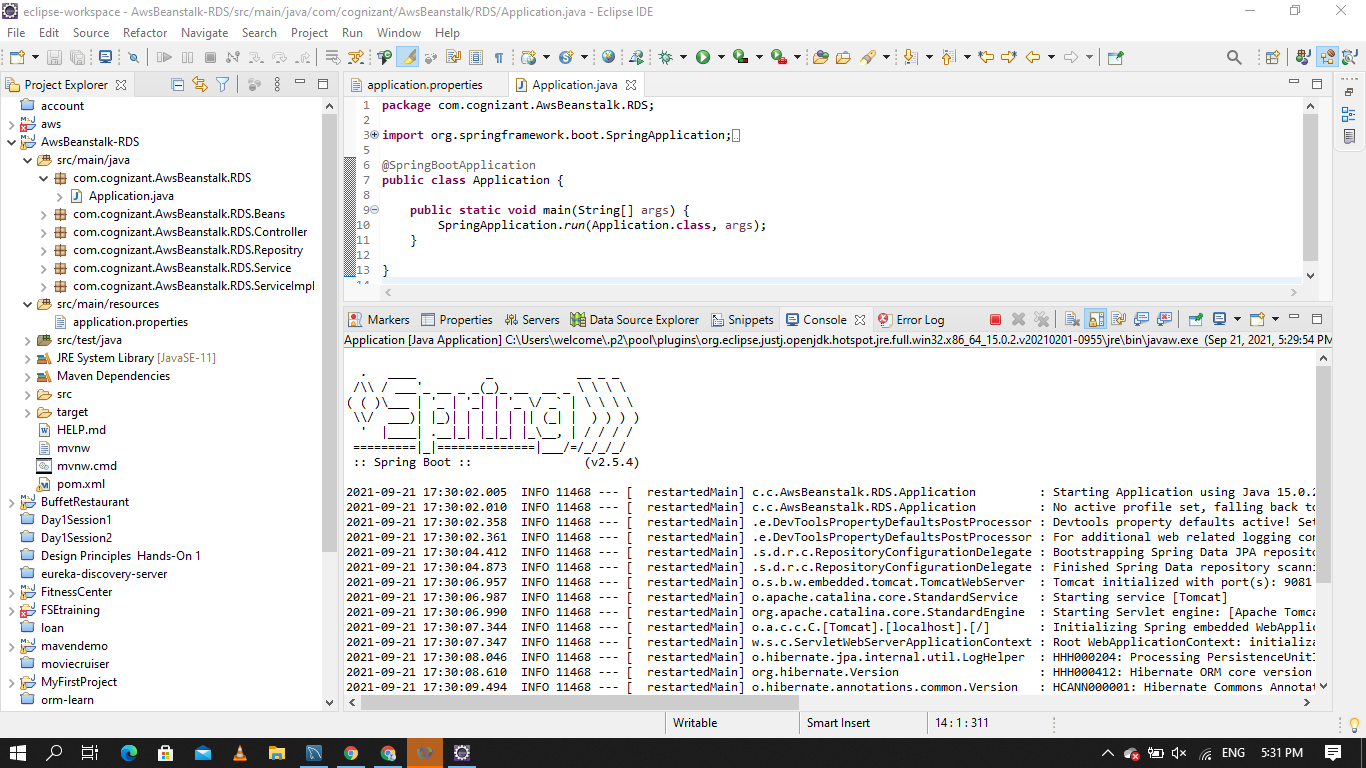 eclipse-workspace - AwsBeanstalk-RDS/src/main/java/com/cognizant/AwsBeanstalk/RDS/Application.java - Eclipse IDE
File Edit Source Refactor Navigate Search Project Run Window Help
Project Explorer
account
aws
AwsBeanstalk-RDS
src/main/java
com.cognizant.AwsBeanstalk.RDS
Application.java
com.cognizant.AwsBeanstalk.RDS.Beans
com.cognizant.AwsBeanstalk.RDS.Controller
com.cognizant.AwsBeanstalk.RDS.Repositry
com.cognizant.AwsBeanstalk.RDS.Service
com.cognizant.AwsBeanstalk.RDS.ServiceImpl
src/main/resources
application.properties
src/test/java
JRE System Library [JavaSE-11]
Maven Dependencies
src
target
HELP.md
mvnw
mvnw.cmd
pom.xml
BuffetRestaurant
Day1Session1
Day1Session2
Design Principles Hands-On 1
eureka-discovery-server
FitnessCenter
FSEtraining
loan
mavendemo
moviecruiser
MyFirstProject
orm-learn
application.properties Application.java
1 package com.cognizant.AwsBeanstalk.RDS;
2
3 import org.springframework.boot.SpringApplication;
5
6 @SpringBootApplication
7 public class Application {
8
9 public static void main(String[] args) {
10 SpringApplication.run(Application.class, args);
11 }
12
13 }
14
Markers Properties Servers Data Source Explorer Snippets Console Error Log
Application [Java Application] C:\Users\welcome\.p2\pool\plugins\org.eclipse.justj.openjdk.hotspot.jre.full.win32.x86_64_15.0.2.v20210201-0955\jre\bin\javaw.exe (Sep 21, 2021, 5:29:54 PM
Spring
:: Spring Boot :: (v2.5.4)
2021-09-21 17:30:02.005 INFO 11468 --- [ restartedMain] c.c.AwsBeanstalk.RDS.Application : Starting Application using Java 15.0.2
2021-09-21 17:30:02.010 INFO 11468 --- [ restartedMain] c.c.AwsBeanstalk.RDS.Application : No active profile set, falling back to
2021-09-21 17:30:02.358 INFO 11468 --- [ restartedMain] .e.DevToolsPropertyDefaultsPostProcessor : Devtools property defaults active! Set
2021-09-21 17:30:02.361 INFO 11468 --- [ restartedMain] .e.DevToolsPropertyDefaultsPostProcessor : For additional web related logging con
2021-09-21 17:30:04.412 INFO 11468 --- [ restartedMain] .s.d.r.c.RepositoryConfigurationDelegate : Bootstrapping Spring Data JPA reposito
2021-09-21 17:30:04.873 INFO 11468 --- [ restartedMain] .s.d.r.c.RepositoryConfigurationDelegate : Finished Spring Data repository scanni
2021-09-21 17:30:06.957 INFO 11468 --- [ restartedMain] o.s.b.w.embedded.tomcat.TomcatWebServer : Tomcat initialized with port(s): 9081
2021-09-21 17:30:06.987 INFO 11468 --- [ restartedMain] o.apache.catalina.core.StandardService : Starting service [Tomcat]
2021-09-21 17:30:06.990 INFO 11468 --- [ restartedMain] org.apache.catalina.core.StandardEngine : Starting Servlet engine: [Apache Tomca
2021-09-21 17:30:07.344 INFO 11468 --- [ restartedMain] o.a.c.c.C.[Tomcat].[localhost].[/] : Initializing Spring embedded WebApplic
2021-09-21 17:30:07.347 INFO 11468 --- [ restartedMain] w.s.c.ServletWebServerApplicationContext : Root WebApplicationContext: initializa
2021-09-21 17:30:08.046 INFO 11468 --- [ restartedMain] o.hibernate.jpa.internal.util.LogHelper : HHH000204: Processing PersistenceUnitI
2021-09-21 17:30:08.610 INFO 11468 --- [ restartedMain] org.hibernate.Version : HHH000412: Hibernate ORM core version
2021-09-21 17:30:09.494 INFO 11468 --- [ restartedMain] o.hibernate.annotations.common.Version : HCANN000001: Hibernate Commons Annotat
Writable Smart Insert 14 : 1 : 311
ENG 5:31 PM